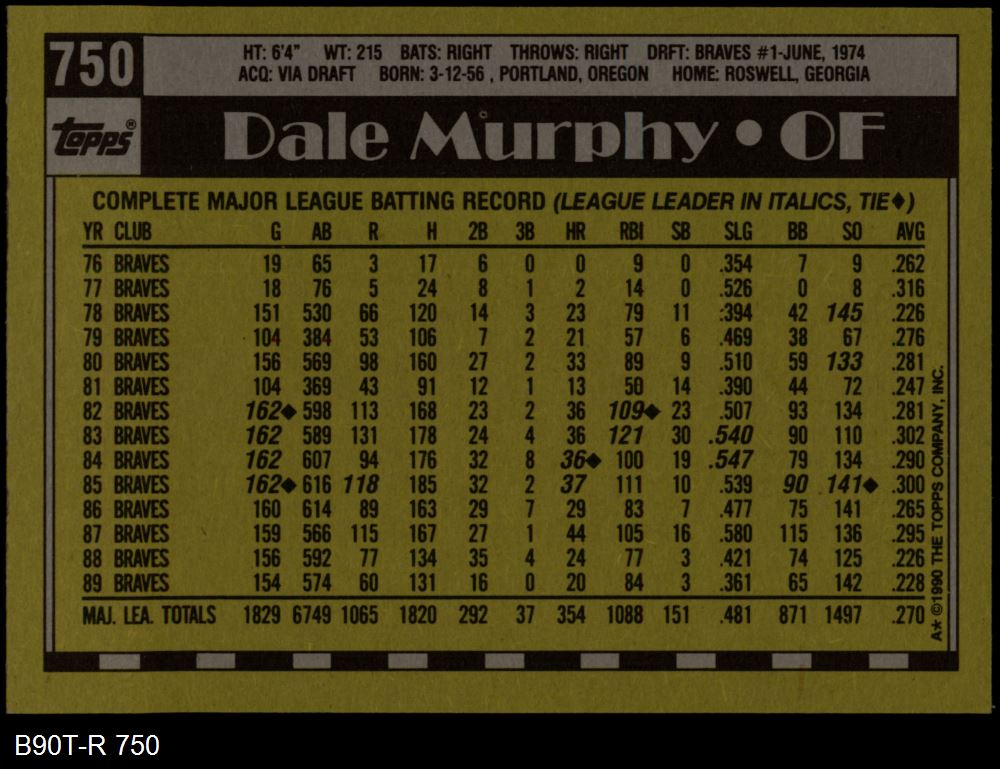 750
HT: 6'4" WT: 215 BATS: RIGHT THROWS: RIGHT DRFT: BRAVES #1-JUNE, 1974
ACQ: VIA DRAFT BORN: 3-12-56 , PORTLAND, OREGON HOME: ROSWELL, GEORGIA
Topps®
Dale Murphy • OF
COMPLETE MAJOR LEAGUE BATTING RECORD (LEAGUE LEADER IN ITALICS, TIE♦)
YR CLUB G AB R H 2B 3B HR RBI SB SLG BB SO AVG
76 BRAVES 19 65 3 17 6 0 0 9 0 .354 7 9 .262
77 BRAVES 18 76 5 24 8 1 2 14 0 .526 0 8 .316
78 BRAVES 151 530 66 120 14 3 23 79 11 .394 42 145 .226
79 BRAVES 104 384 53 106 7 2 21 57 6 .469 38 67 .276
80 BRAVES 156 569 98 160 27 2 33 89 9 .510 59 133 .281
81 BRAVES 104 369 43 91 12 1 13 50 14 .390 44 72 .247
82 BRAVES 162♦ 598 113 168 23 2 36 109♦ 23 .507 93 134 .281
83 BRAVES 162 589 131 178 24 4 36 121 30 .540 90 110 .302
84 BRAVES 162 607 94 176 32 8 36♦ 100 19 .547 79 134 .290
85 BRAVES 162♦ 616 118 185 32 2 37 111 10 .539 90 141♦ .300
86 BRAVES 160 614 89 163 29 7 29 83 7 .477 75 141 .265
87 BRAVES 159 566 115 167 27 1 44 105 16 .580 115 136 .295
88 BRAVES 156 592 77 134 35 4 24 77 3 .421 74 125 .226
89 BRAVES 154 574 60 131 16 0 20 84 3 .361 65 142 .228
MAJ. LEA. TOTALS 1829 6749 1065 1820 292 37 354 1088 151 .481 871 1497 .270
A* ©1990 THE TOPPS COMPANY, INC.
B90T-R 750